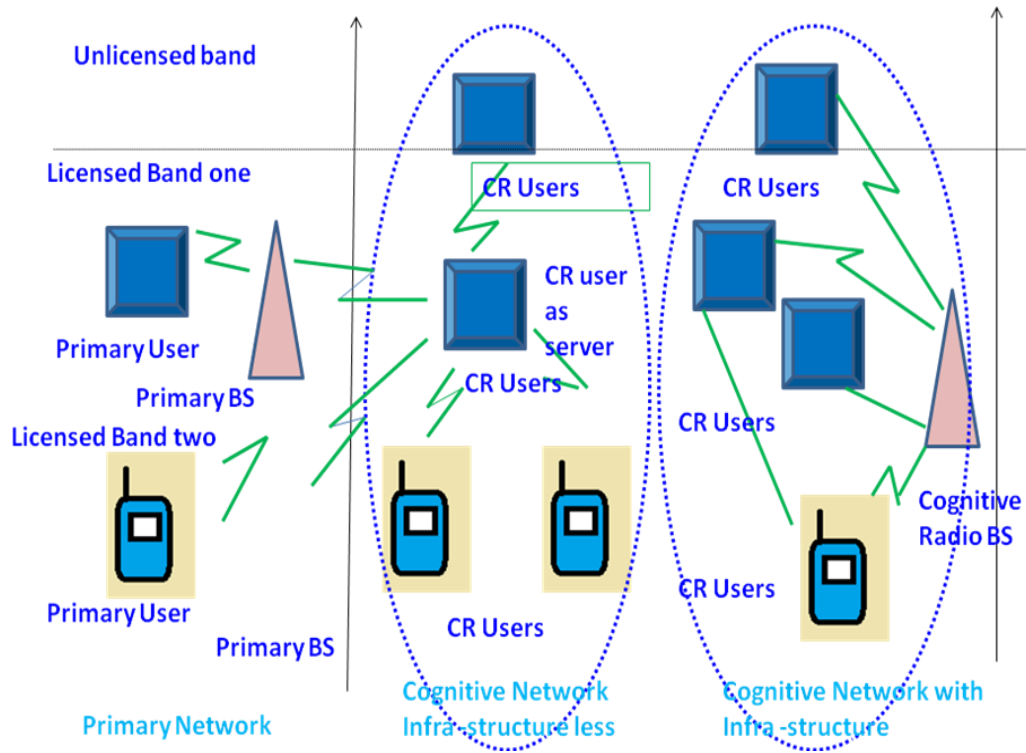 Unlicensed band
Licensed Band one
Primary User
Primary BS
Licensed Band two
Primary User
Primary BS
Primary Network
CR Users
CR user
as
server
CR Users
CR Users
Cognitive Network
Infra-structure less
CR Users
CR Users
Cognitive
Radio BS
CR Users
Cognitive Network with
Infra -structure